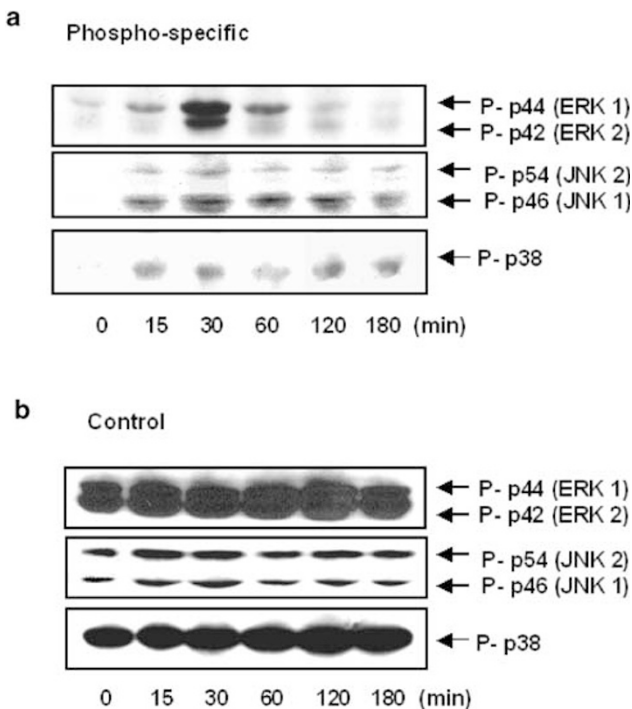 a
Phospho-specific
P- p44 (ERK 1)
P- p42 (ERK 2)
P- p54 (JNK 2)
P- p46 (JNK 1)
P- p38
0 15 30 60 120 180 (min)
b
Control
P- p44 (ERK 1)
P- p42 (ERK 2)
P- p54 (JNK 2)
P- p46 (JNK 1)
P- p38
0 15 30 60 120 180 (min)